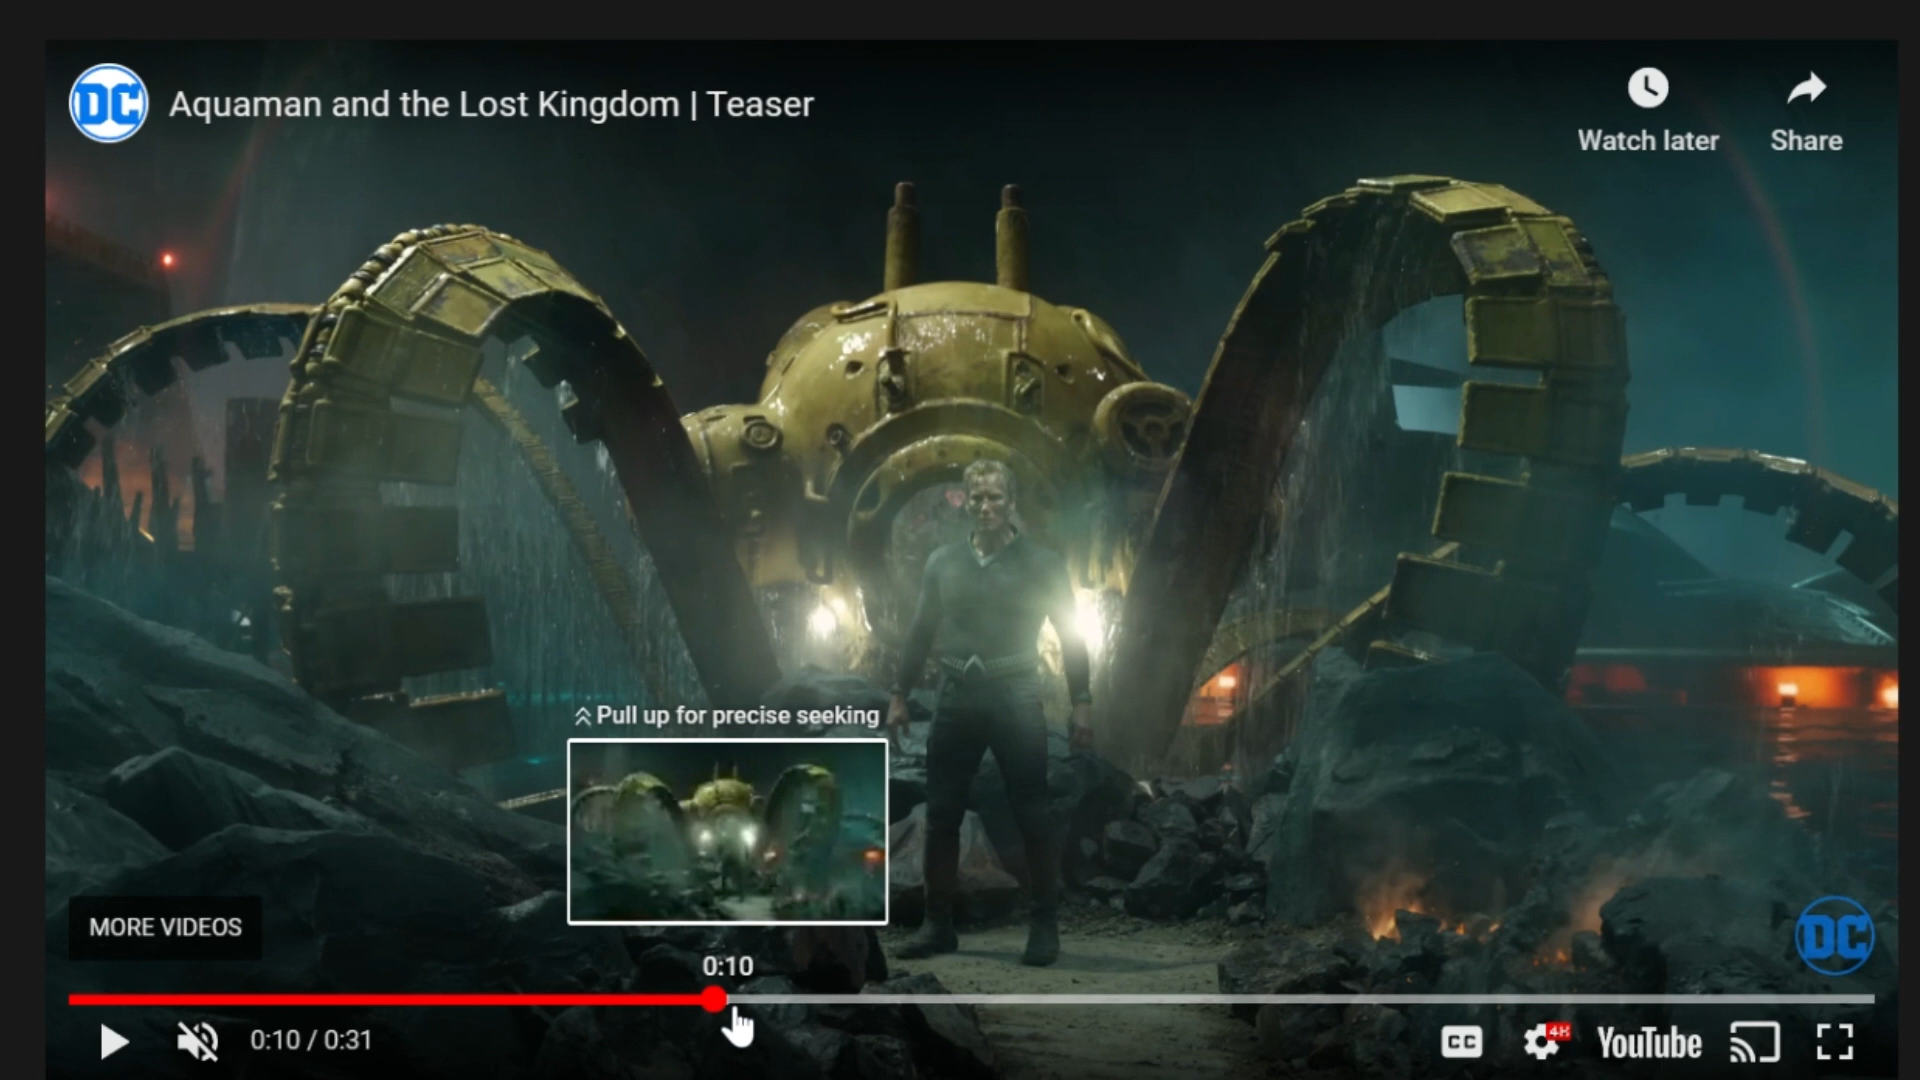 DC
Aquaman and the Lost Kingdom | Teaser
Watch later
Share
Pull up for precise seeking
MORE VIDEOS
DC
0:10
0:10 / 0:31
CC
4K
YouTube